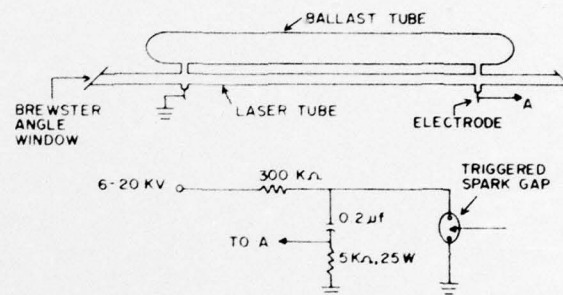 BALLAST TUBE
BREWSTER
ANGLE
WINDOW
LASER TUBE
ELECTRODE
A
6-20 KV
300 KΩ
TRIGGERED
SPARK GAP
0.2 μf
TO A
5KΩ, 25W